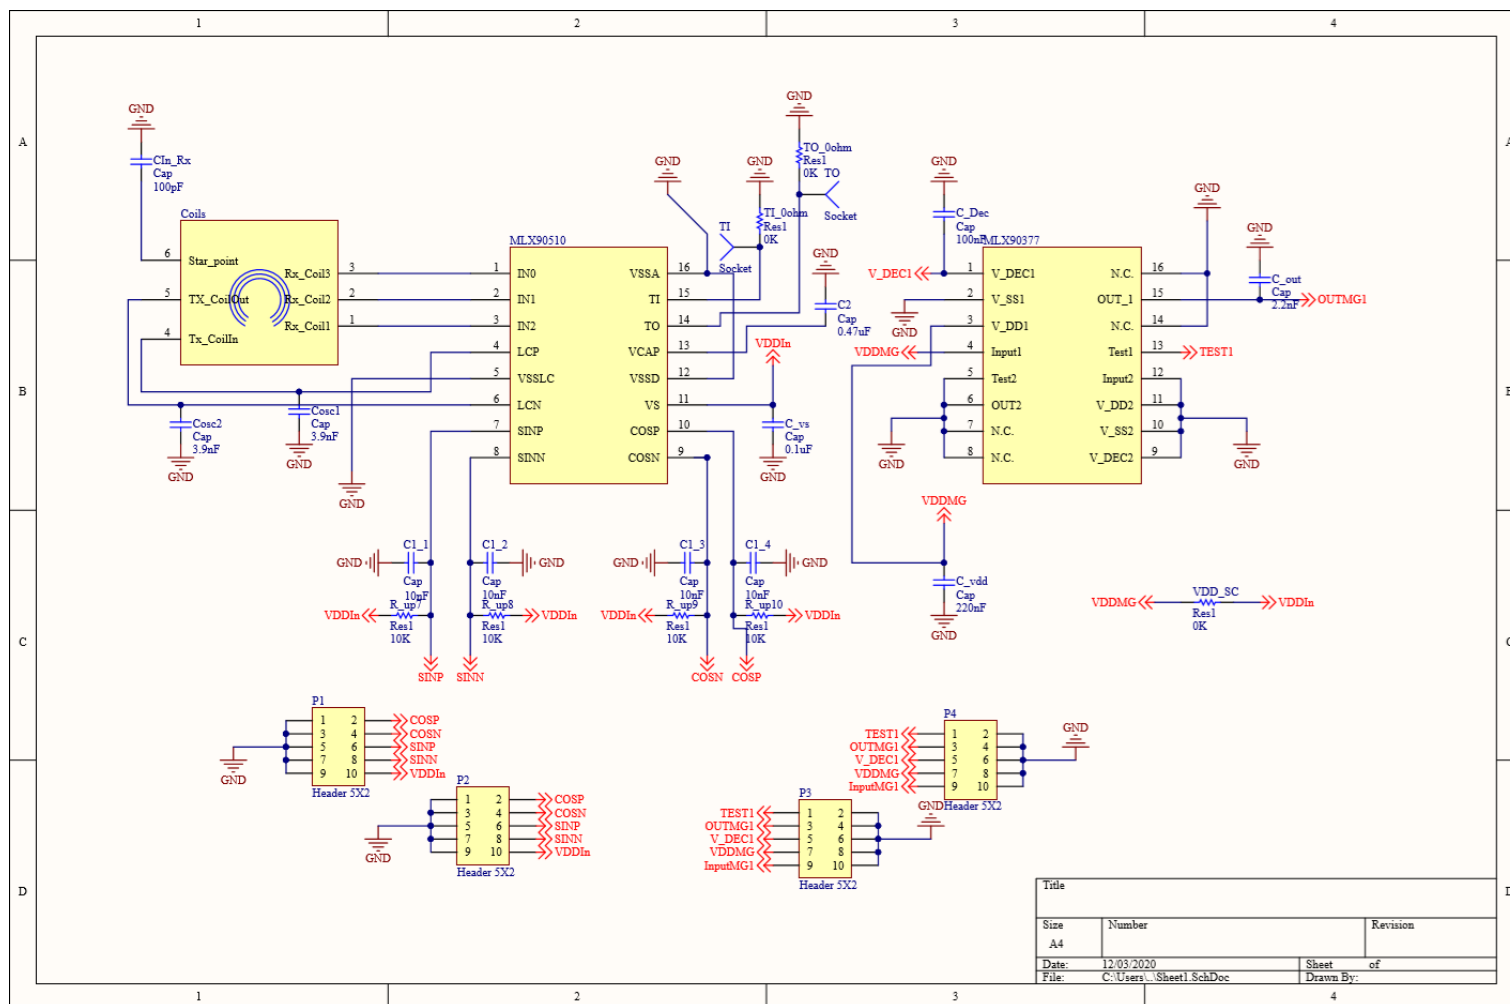 1 2 3 4
A
B
C
D
GND
CIn_Rx
Cap
100pF
Coils
6 Star_point
5 TX_CoilOut
4 Tx_CoilIn
Rx_Coil3 3
Rx_Coil2 2
Rx_Coil1 1
Cosc2
Cap
3.9nF
GND
Cosc1
Cap
3.9nF
GND
GND
MLX90510
1 IN0 VSSA 16
2 IN1 TI 15
3 IN2 TO 14
4 LCP VCAP 13
5 VSSLC VSSD 12
6 LCN VS 11
7 SINP COSP 10
8 SINN COSN 9
GND
TI
Socket
GND
TI_0ohm
Res1
0K
GND
TO_0ohm
Res1
0K TO
Socket
GND
C2
Cap
0.47uF
VDDIn
C_vs
Cap
0.1uF
GND
GND
C_Dec
Cap
100nF
MLX90377
V_DEC1 1 V_DEC1 N.C. 16
2 V_SS1 OUT_1 15
GND
3 V_DD1 N.C. 14
VDDMG 4 Input1 Test1 13 TEST1
5 Test2 Input2 12
6 OUT2 V_DD2 11
7 N.C. V_SS2 10
8 N.C. V_DEC2 9
GND
GND
GND
GND
C_out
Cap
2.2nF
OUTMG1
VDDMG
C_vdd
Cap
220nF
GND
VDDMG VDD_SC VDDIn
Res1
0K
GND C1_1
Cap
10nF
VDDIn R_up7
Res1
10K
SINP
C1_2 GND
Cap
10nF
R_up8 VDDIn
Res1
10K
SINN
GND C1_3
Cap
10nF
VDDIn R_up9
Res1
10K
COSN
C1_4 GND
Cap
10nF
R_up10 VDDIn
Res1
10K
COSP
P1
1 2 COSP
3 4 COSN
5 6 SINP
7 8 SINN
9 10 VDDIn
GND
Header 5X2
P2
1 2 COSP
3 4 COSN
5 6 SINP
7 8 SINN
9 10 VDDIn
GND
Header 5X2
P4
TEST1 1 2
OUTMG1 3 4
V_DEC1 5 6
VDDMG 7 8
InputMG1 9 10
GND
Header 5X2
P3
TEST1 1 2
OUTMG1 3 4
V_DEC1 5 6
VDDMG 7 8
InputMG1 9 10
GND
Header 5X2
Title
Size Number Revision
A4
Date: 12/03/2020 Sheet of
File: C:\Users\..\Sheet1.SchDoc Drawn By:
1 2 3 4